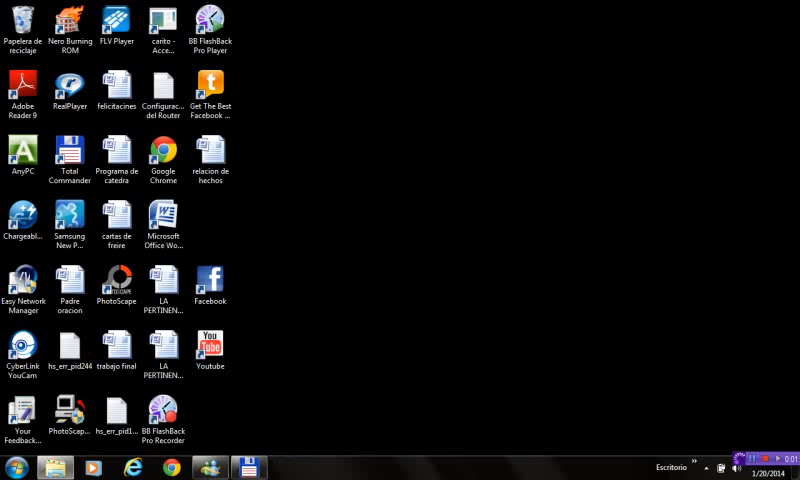 Papelera de
reciclaje
Nero Burning
ROM
FLV Player
carito -
Acce...
BB FlashBack
Pro Player
Adobe
Reader 9
RealPlayer
felicitacines
Configurac...
del Router
Get The Best
Facebook ...
AnyPC
Total
Commander
Programa de
catedra
Google
Chrome
relacion de
hechos
Chargeabl...
Samsung
New P...
cartas de
freire
Microsoft
Office Wo...
Easy Network
Manager
Padre
oracion
PhotoScape
LA
PERTINEN...
Facebook
CyberLink
YouCam
hs_err_pid244
trabajo final
LA
PERTINEN...
You
Tube
Youtube
Your
Feedback...
PhotoScap...
hs_err_pid1...
BB FlashBack
Pro Recorder
Escritorio
»
0:01
1/20/2014